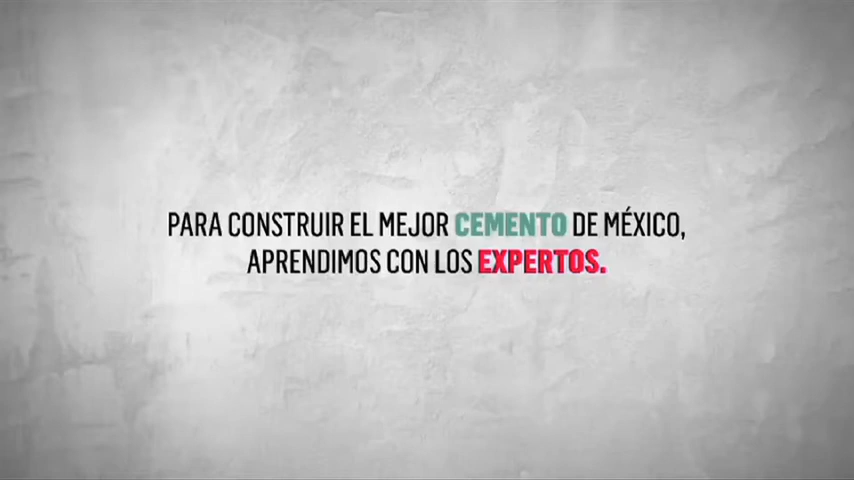 PARA CONSTRUIR EL MEJOR CEMENTO DE MÉXICO,
APRENDIMOS CON LOS EXPERTOS.